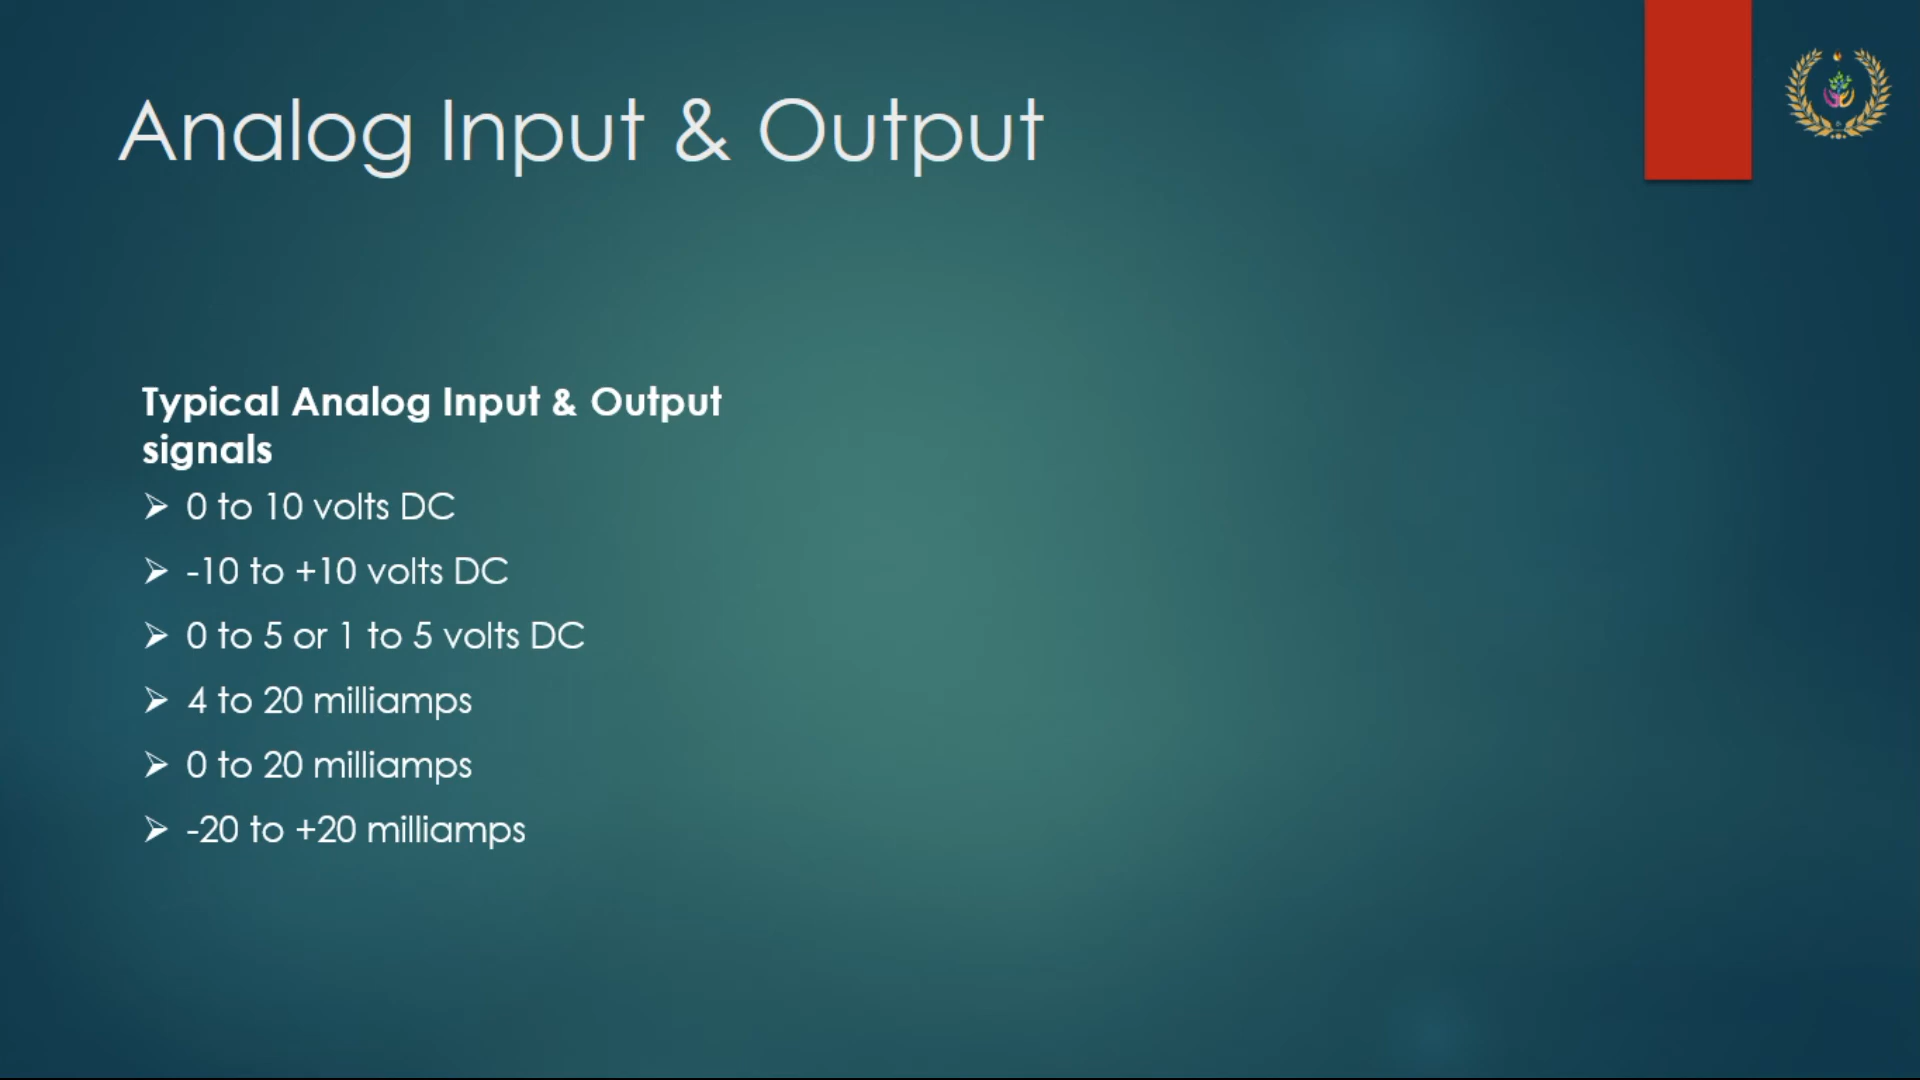 Analog Input & Output
Typical Analog Input & Output
signals
➢ 0 to 10 volts DC
➢ -10 to +10 volts DC
➢ 0 to 5 or 1 to 5 volts DC
➢ 4 to 20 milliamps
➢ 0 to 20 milliamps
➢ -20 to +20 milliamps